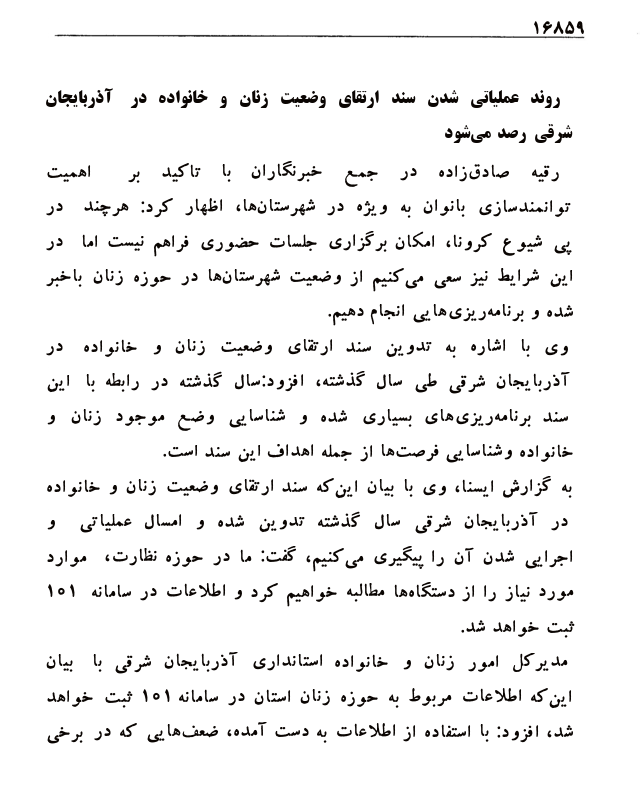 ۱۶۸۵۹
روند عملیاتی شدن سند ارتقای وضعیت زنان و خانواده در آذربایجان
شرقی رصد می‌شود
رقیه صادق‌زاده در جمع خبرنگاران با تاکید بر اهمیت
توانمندسازی بانوان به ویژه در شهرستان‌ها، اظهار کرد: هرچند در
پی شیوع کرونا، امکان برگزاری جلسات حضوری فراهم نیست اما در
این شرایط نیز سعی می‌کنیم از وضعیت شهرستان‌ها در حوزه زنان باخبر
شده و برنامه‌ریزی‌هایی انجام دهیم.
وی با اشاره به تدوین سند ارتقای وضعیت زنان و خانواده در
آذربایجان شرقی طی سال گذشته، افزود:سال گذشته در رابطه با این
سند برنامه‌ریزی‌های بسیاری شده و شناسایی وضع موجود زنان و
خانواده وشناسایی فرصت‌ها از جمله اهداف این سند است.
به گزارش ایسنا، وی با بیان این‌که سند ارتقای وضعیت زنان و خانواده
در آذربایجان شرقی سال گذشته تدوین شده و امسال عملیاتی و
اجرایی شدن آن را پیگیری می‌کنیم، گفت: ما در حوزه نظارت، موارد
مورد نیاز را از دستگاه‌ها مطالبه خواهیم کرد و اطلاعات در سامانه ۱۰۱
ثبت خواهد شد.
مدیرکل امور زنان و خانواده استانداری آذربایجان شرقی با بیان
این‌که اطلاعات مربوط به حوزه زنان استان در سامانه ۱۰۱ ثبت خواهد
شد، افزود: با استفاده از اطلاعات به دست آمده، ضعف‌هایی که در برخی